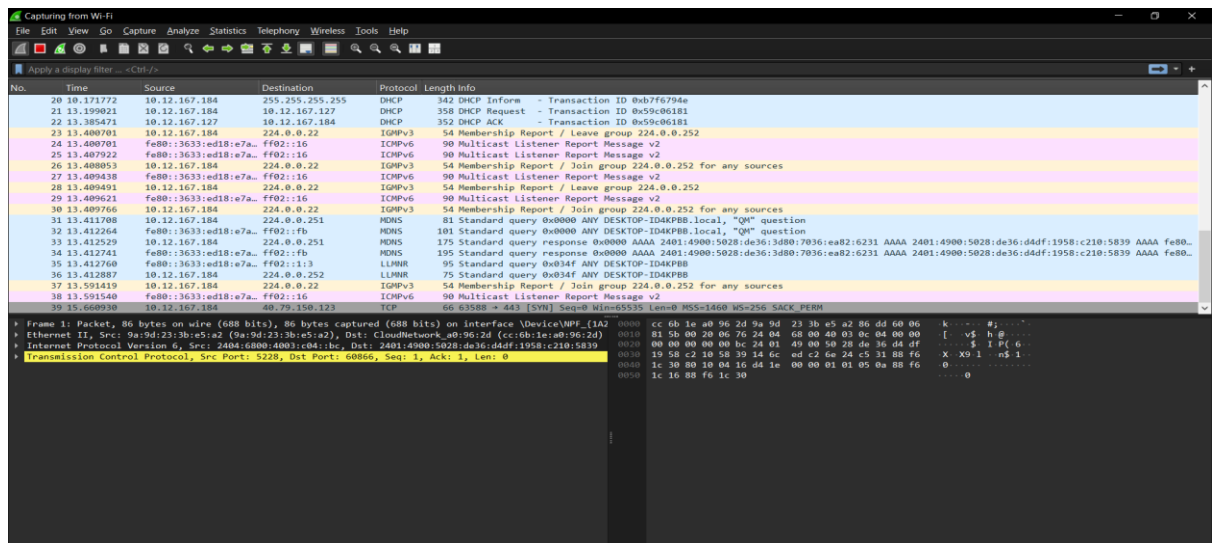 Capturing from Wi-Fi
File Edit View Go Capture Analyze Statistics Telephony Wireless Tools Help
Apply a display filter ... <Ctrl-/>
No. Time Source Destination Protocol Length Info
20 10.171772 10.12.167.184 255.255.255.255 DHCP 342 DHCP Inform - Transaction ID 0xb7f6794e
21 13.199021 10.12.167.184 10.12.167.127 DHCP 358 DHCP Request - Transaction ID 0x59c06181
22 13.385471 10.12.167.127 10.12.167.184 DHCP 352 DHCP ACK - Transaction ID 0x59c06181
23 13.400701 10.12.167.184 224.0.0.22 IGMPv3 54 Membership Report / Leave group 224.0.0.252
24 13.400701 fe80::3633:ed18:e7a… ff02::16 ICMPv6 90 Multicast Listener Report Message v2
25 13.407922 fe80::3633:ed18:e7a… ff02::16 ICMPv6 90 Multicast Listener Report Message v2
26 13.408053 10.12.167.184 224.0.0.22 IGMPv3 54 Membership Report / Join group 224.0.0.252 for any sources
27 13.409438 fe80::3633:ed18:e7a… ff02::16 ICMPv6 90 Multicast Listener Report Message v2
28 13.409491 10.12.167.184 224.0.0.22 IGMPv3 54 Membership Report / Leave group 224.0.0.252
29 13.409621 fe80::3633:ed18:e7a… ff02::16 ICMPv6 90 Multicast Listener Report Message v2
30 13.409766 10.12.167.184 224.0.0.22 IGMPv3 54 Membership Report / Join group 224.0.0.252 for any sources
31 13.411708 10.12.167.184 224.0.0.251 MDNS 81 Standard query 0x0000 ANY DESKTOP-ID4KPBB.local, "QM" question
32 13.412264 fe80::3633:ed18:e7a… ff02::fb MDNS 101 Standard query 0x0000 ANY DESKTOP-ID4KPBB.local, "QM" question
33 13.412529 10.12.167.184 224.0.0.251 MDNS 175 Standard query response 0x0000 AAAA 2401:4900:5028:de36:3d80:7036:ea82:6231 AAAA 2401:4900:5028:de36:d4df:1958:c210:5839 AAAA fe80…
34 13.412741 fe80::3633:ed18:e7a… ff02::fb MDNS 195 Standard query response 0x0000 AAAA 2401:4900:5028:de36:3d80:7036:ea82:6231 AAAA 2401:4900:5028:de36:d4df:1958:c210:5839 AAAA fe80…
35 13.412760 fe80::3633:ed18:e7a… ff02::1:3 LLMNR 95 Standard query 0x034f ANY DESKTOP-ID4KPBB
36 13.412887 10.12.167.184 224.0.0.252 LLMNR 75 Standard query 0x034f ANY DESKTOP-ID4KPBB
37 13.591419 10.12.167.184 224.0.0.22 IGMPv3 54 Membership Report / Join group 224.0.0.252 for any sources
38 13.591540 fe80::3633:ed18:e7a… ff02::16 ICMPv6 90 Multicast Listener Report Message v2
39 15.660930 10.12.167.184 40.79.150.123 TCP 66 63588 → 443 [SYN] Seq=0 Win=65535 Len=0 MSS=1460 WS=256 SACK_PERM
Frame 1: Packet, 86 bytes on wire (688 bits), 86 bytes captured (688 bits) on interface \Device\NPF_{1A2
Ethernet II, Src: 9a:9d:23:3b:e5:a2 (9a:9d:23:3b:e5:a2), Dst: CloudNetwork_a0:96:2d (cc:6b:1e:a0:96:2d)
Internet Protocol Version 6, Src: 2404:6800:4003:c04::bc, Dst: 2401:4900:5028:de36:d4df:1958:c210:5839
Transmission Control Protocol, Src Port: 5228, Dst Port: 60866, Seq: 1, Ack: 1, Len: 0
0000 cc 6b 1e a0 96 2d 9a 9d 23 3b e5 a2 86 dd 60 06
0010 81 5b 00 20 06 76 24 04 68 00 40 03 0c 04 00 00
0020 00 00 00 00 00 bc 24 01 49 00 50 28 de 36 d4 df
0030 19 58 c2 10 58 39 14 6c ed c2 6e 24 c5 31 88 f6
0040 1c 30 80 10 04 16 d4 1e 00 00 01 01 05 0a 88 f6
0050 1c 16 88 f6 1c 30